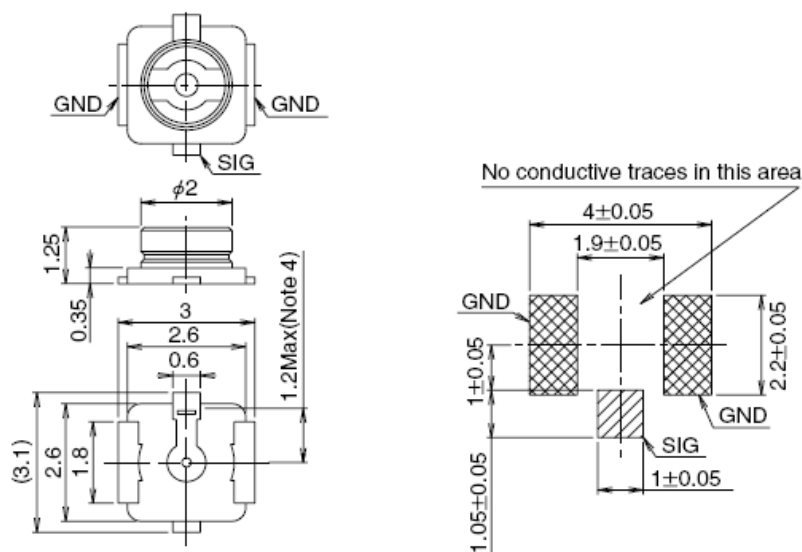 GND
GND
SIG
φ2
1.25
0.35
3
2.6
0.6
1.2Max(Note 4)
(3.1)
2.6
1.8
No conductive traces in this area
4±0.05
1.9±0.05
GND
2.2±0.05
1±0.05
GND
SIG
1.05±0.05
1±0.05